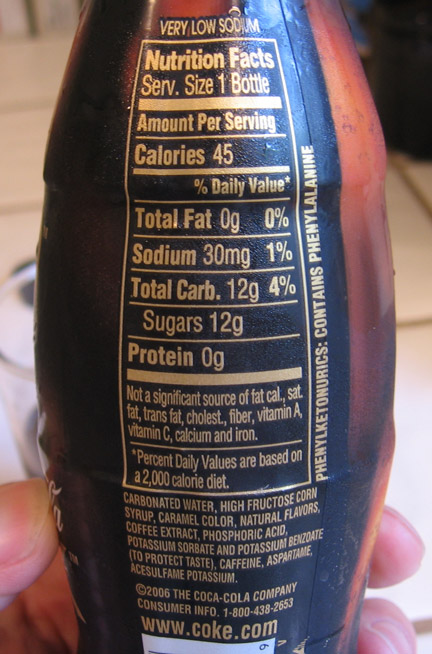 VERY LOW SODIUM
Nutrition Facts
Serv. Size 1 Bottle
Amount Per Serving
Calories 45
% Daily Value*
Total Fat 0g 0%
Sodium 30mg 1%
Total Carb. 12g 4%
Sugars 12g
Protein 0g
Not a significant source of fat cal., sat.
fat, trans fat, cholest., fiber, vitamin A,
vitamin C, calcium and iron.
*Percent Daily Values are based on
a 2,000 calorie diet.
PHENYLKETONURICS: CONTAINS PHENYLALANINE
CARBONATED WATER, HIGH FRUCTOSE CORN
SYRUP, CARAMEL COLOR, NATURAL FLAVORS,
COFFEE EXTRACT, PHOSPHORIC ACID,
POTASSIUM SORBATE AND POTASSIUM BENZOATE
(TO PROTECT TASTE), CAFFEINE, ASPARTAME,
ACESULFAME POTASSIUM.
©2006 THE COCA-COLA COMPANY
CONSUMER INFO. 1-800-438-2653
www.coke.com